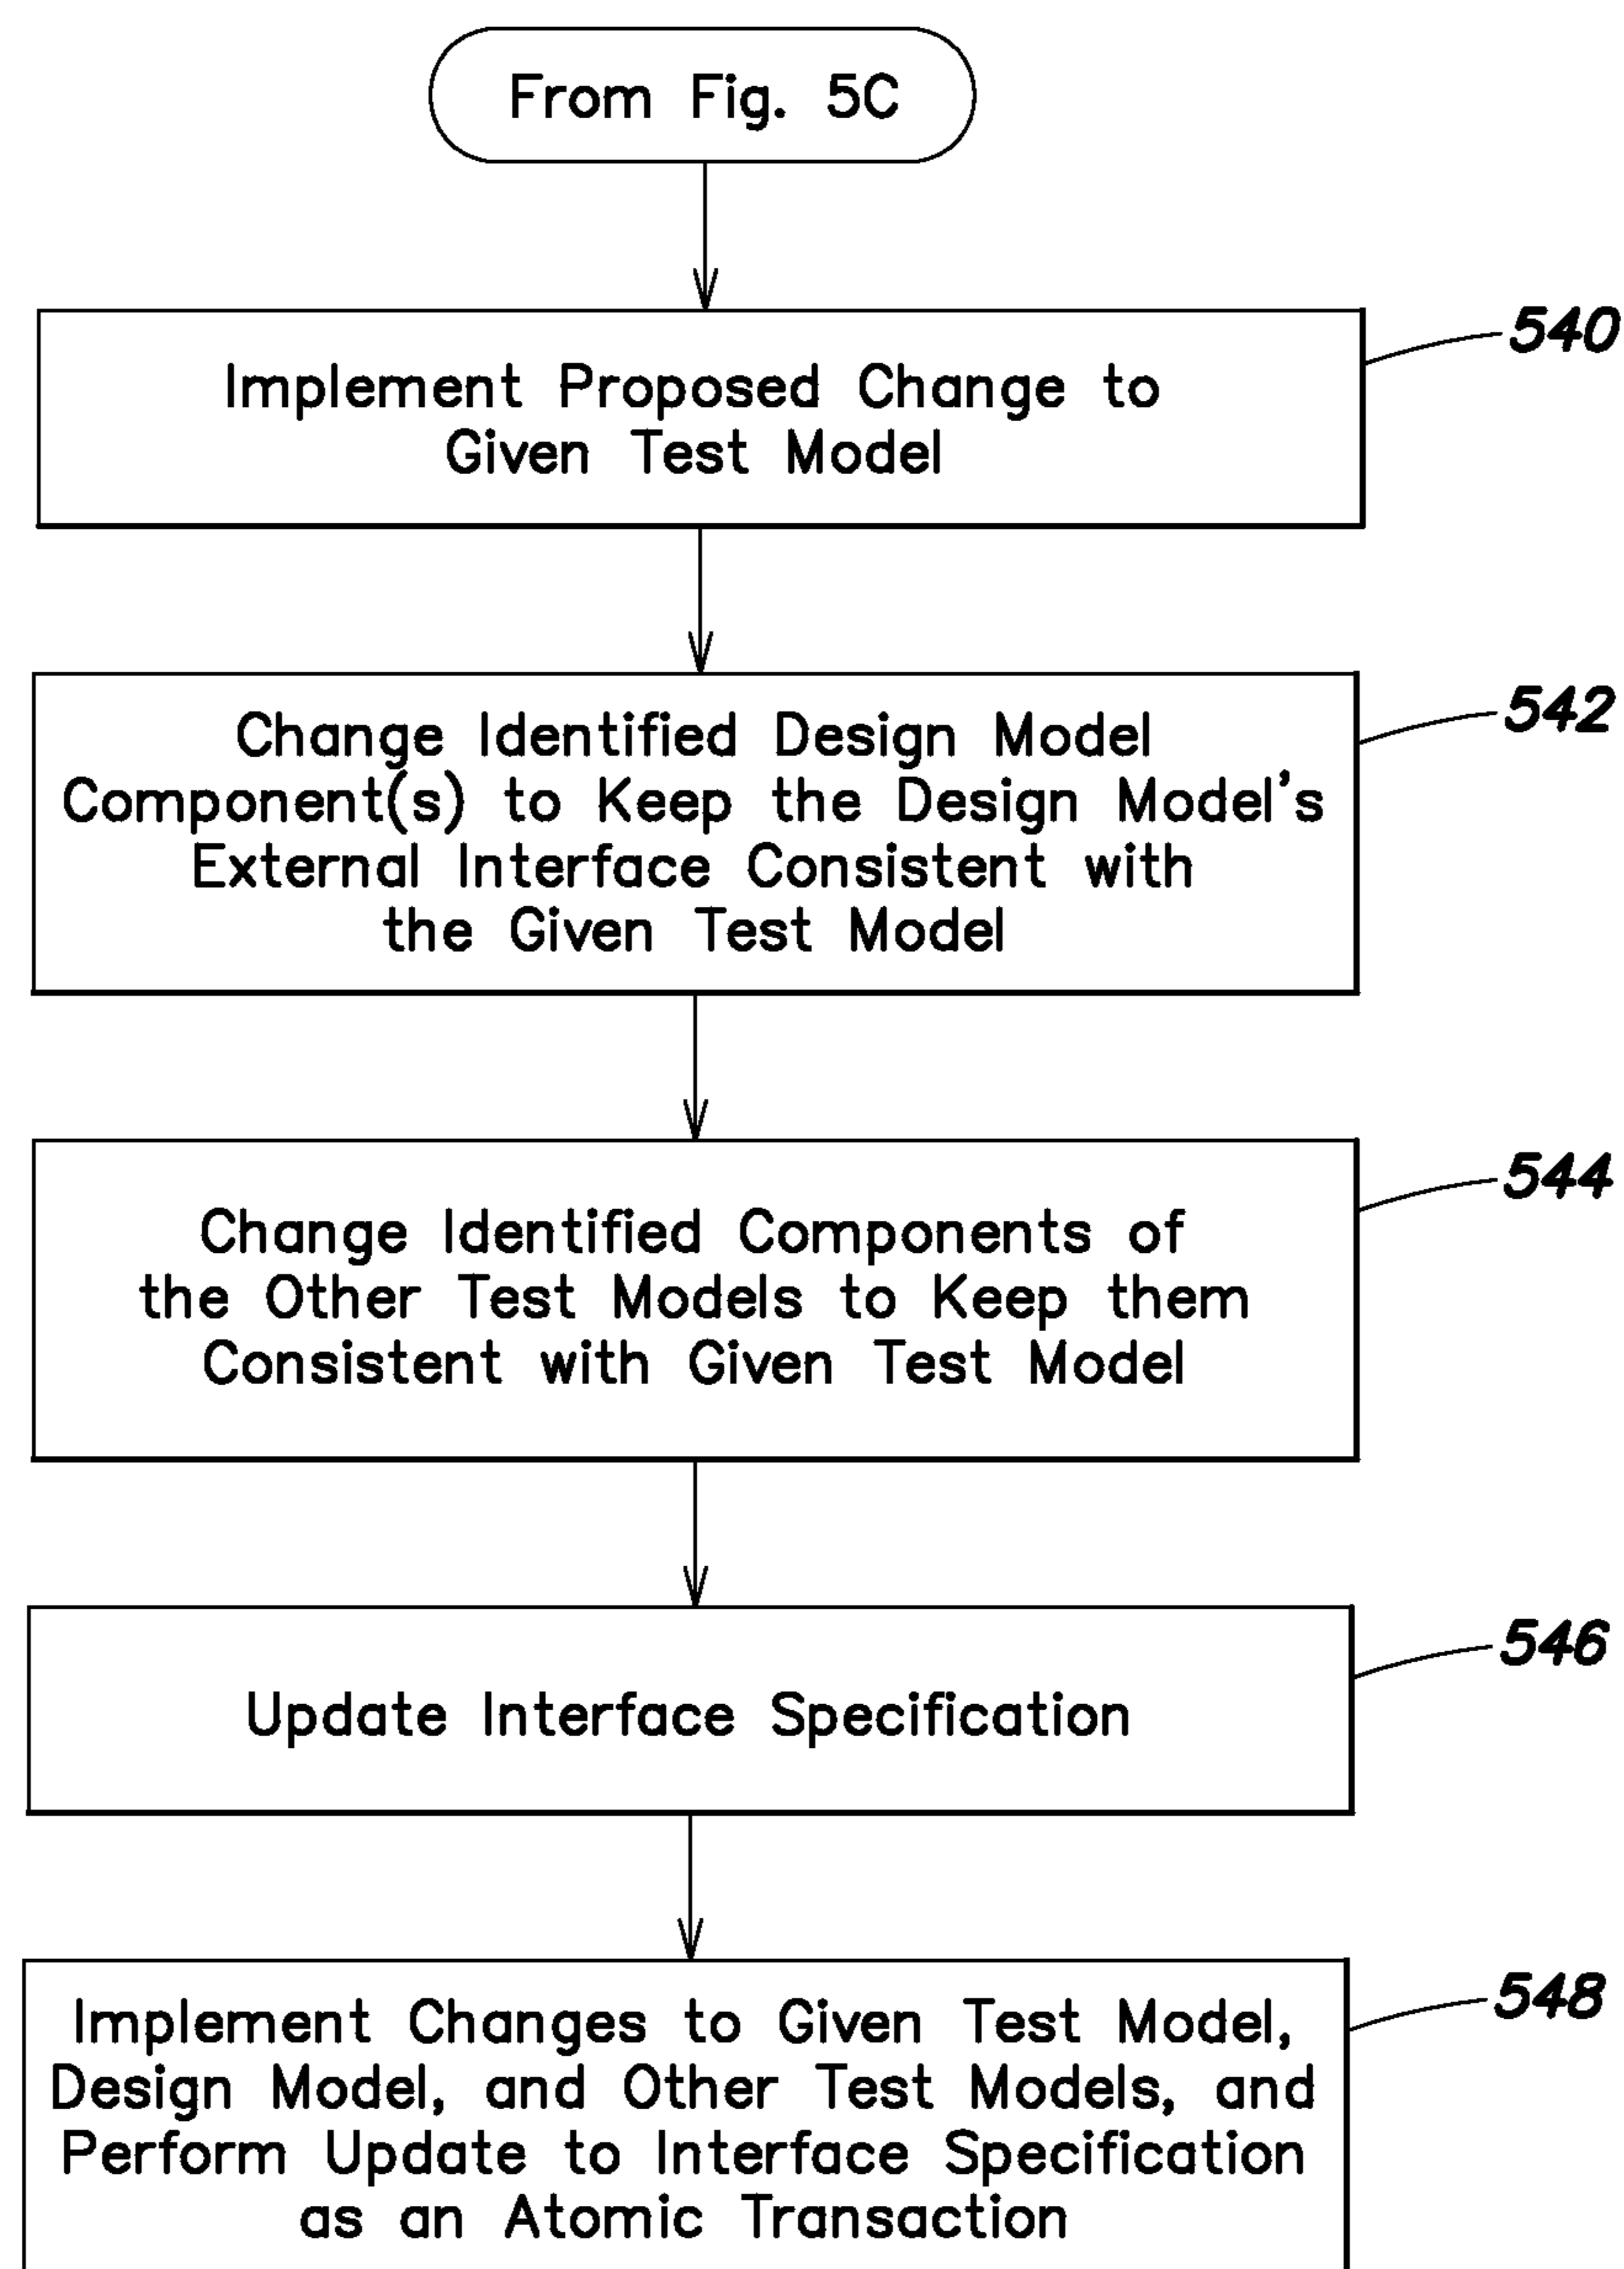 From Fig. 5C
540
Implement Proposed Change to
Given Test Model
542
Change Identified Design Model
Component(s) to Keep the Design Model's
External Interface Consistent with
the Given Test Model
544
Change Identified Components of
the Other Test Models to Keep them
Consistent with Given Test Model
546
Update Interface Specification
548
Implement Changes to Given Test Model,
Design Model, and Other Test Models, and
Perform Update to Interface Specification
as an Atomic Transaction